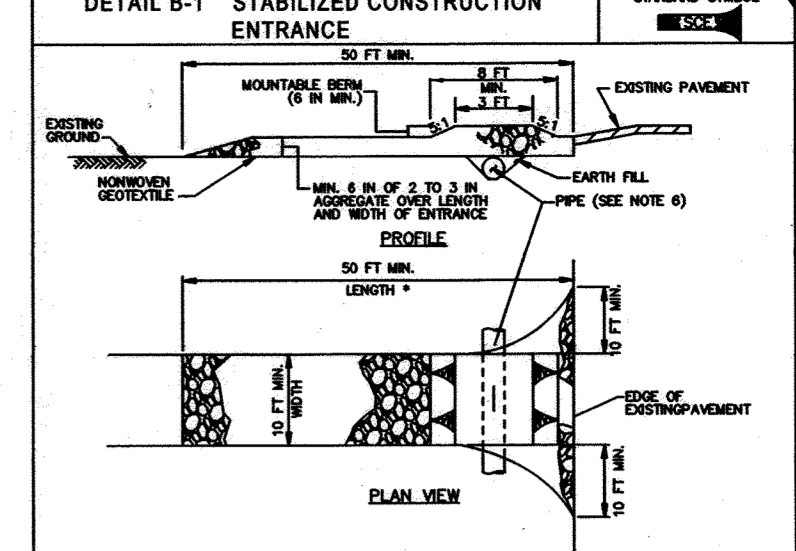 DETAIL B-1 STABILIZED CONSTRUCTION
ENTRANCE
STANDARD SYMBOL
SCE
50 FT MIN.
MOUNTABLE BERM
(6 IN MIN.)
8 FT
MIN.
3 FT
5:1
5:1
EXISTING PAVEMENT
EXISTING
GROUND
NONWOVEN
GEOTEXTILE
MIN. 6 IN OF 2 TO 3 IN
AGGREGATE OVER LENGTH
AND WIDTH OF ENTRANCE
EARTH FILL
PIPE (SEE NOTE 6)
PROFILE
50 FT MIN.
LENGTH *
10 FT MIN.
10 FT MIN.
WIDTH
EDGE OF
EXISTINGPAVEMENT
10 FT MIN.
PLAN VIEW